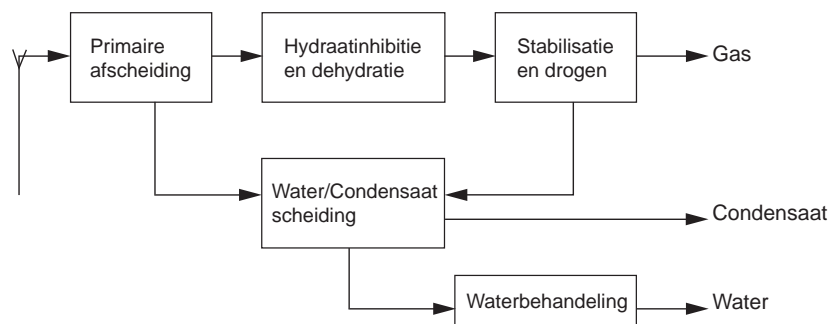 Primaire
afscheiding
Hydraatinhibitie
en dehydratie
Stabilisatie
en drogen
Gas
Water/Condensaat
scheiding
Condensaat
Waterbehandeling
Water